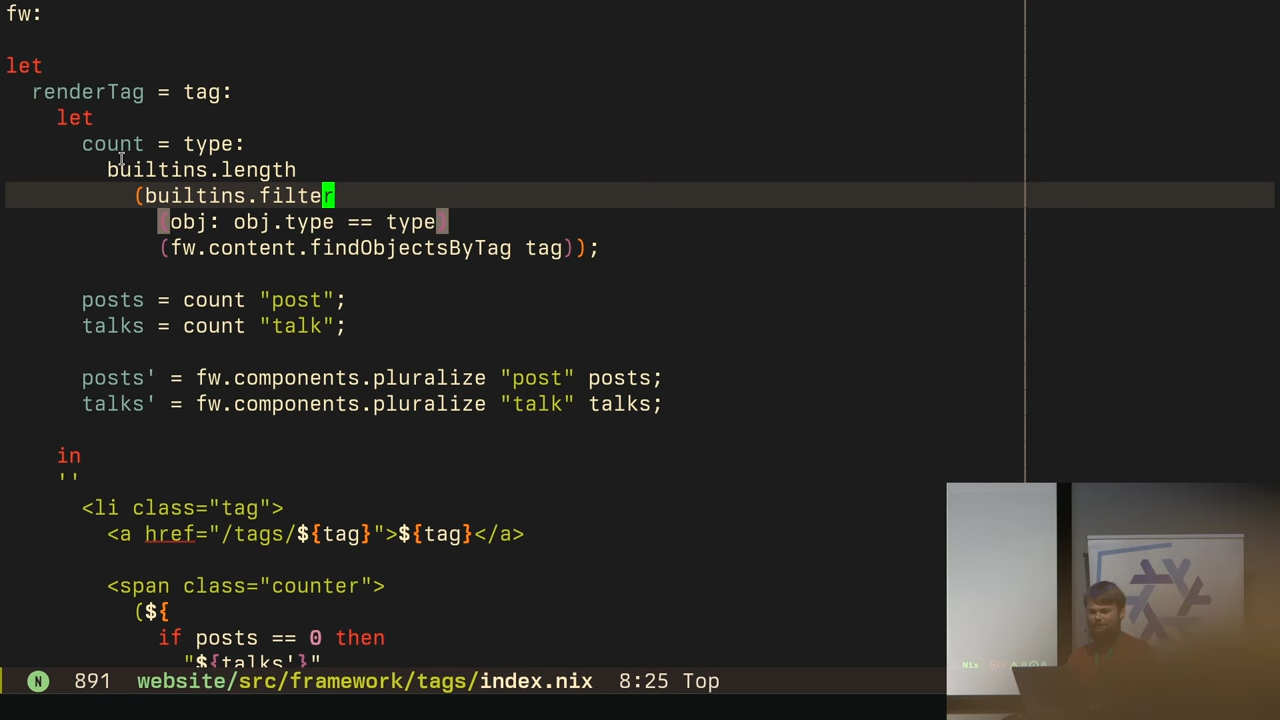 fw:
let
renderTag = tag:
let
count = type:
builtins.length
(builtins.filter
(obj: obj.type == type)
(fw.content.findObjectsByTag tag));
posts = count "post";
talks = count "talk";
posts' = fw.components.pluralize "post" posts;
talks' = fw.components.pluralize "talk" talks;
in
''
<li class="tag">
<a href="/tags/${tag}">${tag}</a>
<span class="counter">
(${
if posts == 0 then
"${talks'}"
N 891 website/src/framework/tags/index.nix 8:25 Top
Nix